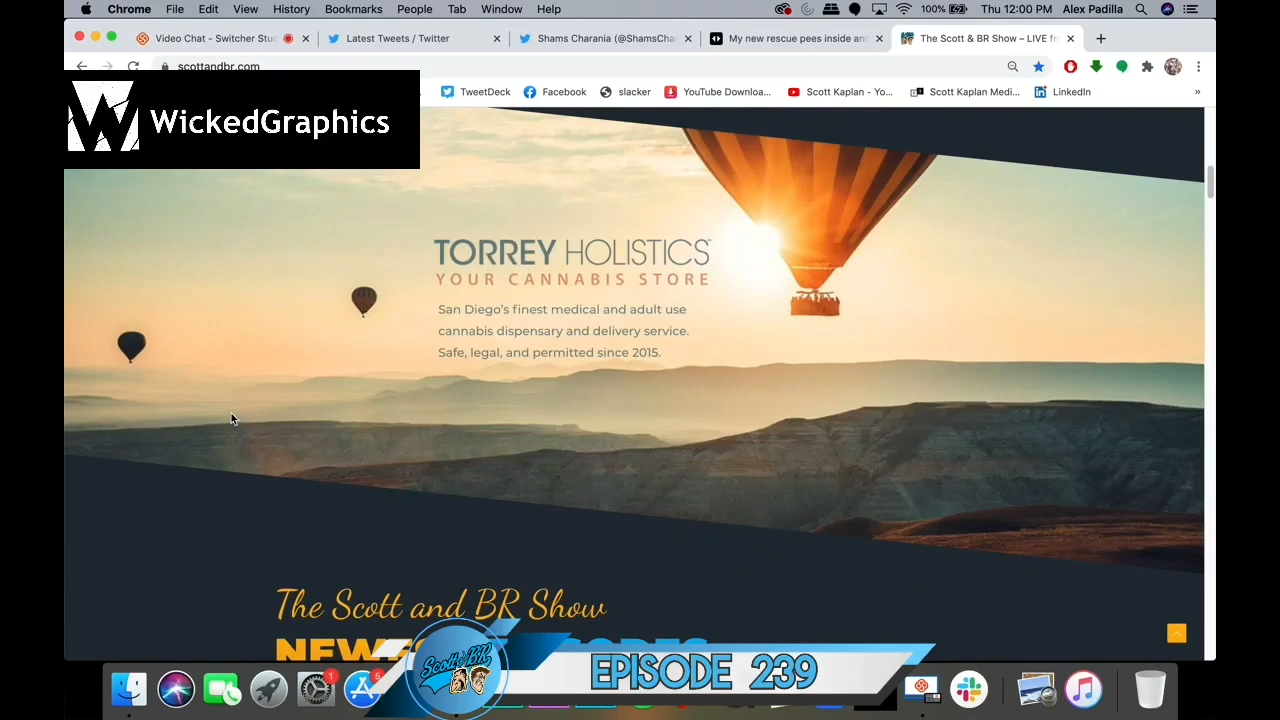 Chrome File Edit View History Bookmarks People Tab Window Help 100% Thu 12:00 PM Alex Padilla
Video Chat - Switcher Stu Latest Tweets / Twitter Shams Charania (@ShamsCha My new rescue pees inside an The Scott & BR Show – LIVE fr
scottandbr.com
TweetDeck Facebook slacker YouTube Downloa... Scott Kaplan - Yo... Scott Kaplan Medi... LinkedIn »
WickedGraphics
TORREY HOLISTICS
YOUR CANNABIS STORE
San Diego's finest medical and adult use
cannabis dispensary and delivery service.
Safe, legal, and permitted since 2015.
The Scott and BR Show
Scott & BR
EPISODE 239
1